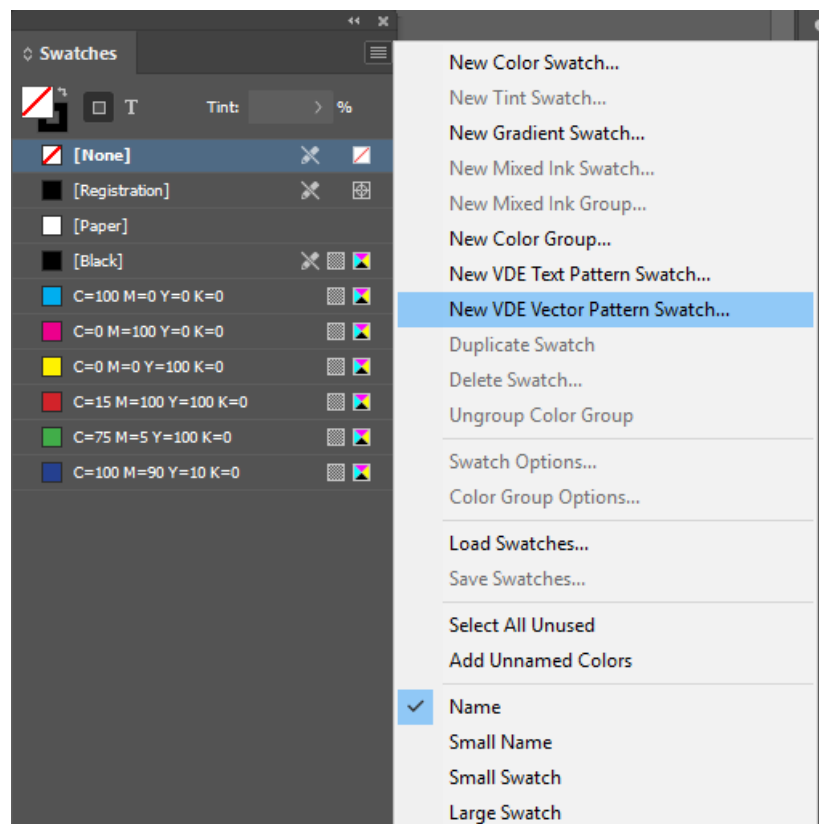 Swatches
T
Tint:
%
[None]
[Registration]
[Paper]
[Black]
C=100 M=0 Y=0 K=0
C=0 M=100 Y=0 K=0
C=0 M=0 Y=100 K=0
C=15 M=100 Y=100 K=0
C=75 M=5 Y=100 K=0
C=100 M=90 Y=10 K=0
New Color Swatch...
New Tint Swatch...
New Gradient Swatch...
New Mixed Ink Swatch...
New Mixed Ink Group...
New Color Group...
New VDE Text Pattern Swatch...
New VDE Vector Pattern Swatch...
Duplicate Swatch
Delete Swatch...
Ungroup Color Group
Swatch Options...
Color Group Options...
Load Swatches...
Save Swatches...
Select All Unused
Add Unnamed Colors
Name
Small Name
Small Swatch
Large Swatch